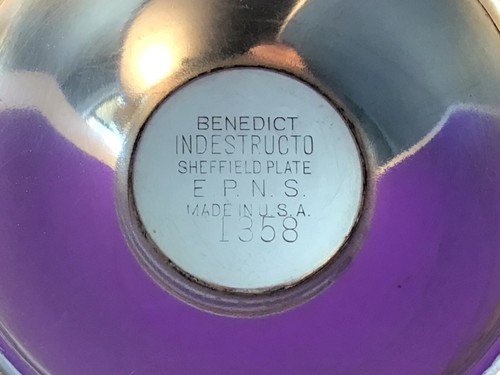 BENEDICT
INDESTRUCTO
SHEFFIELD PLATE
E P. N. S.
MADE IN U.S.A.
1358